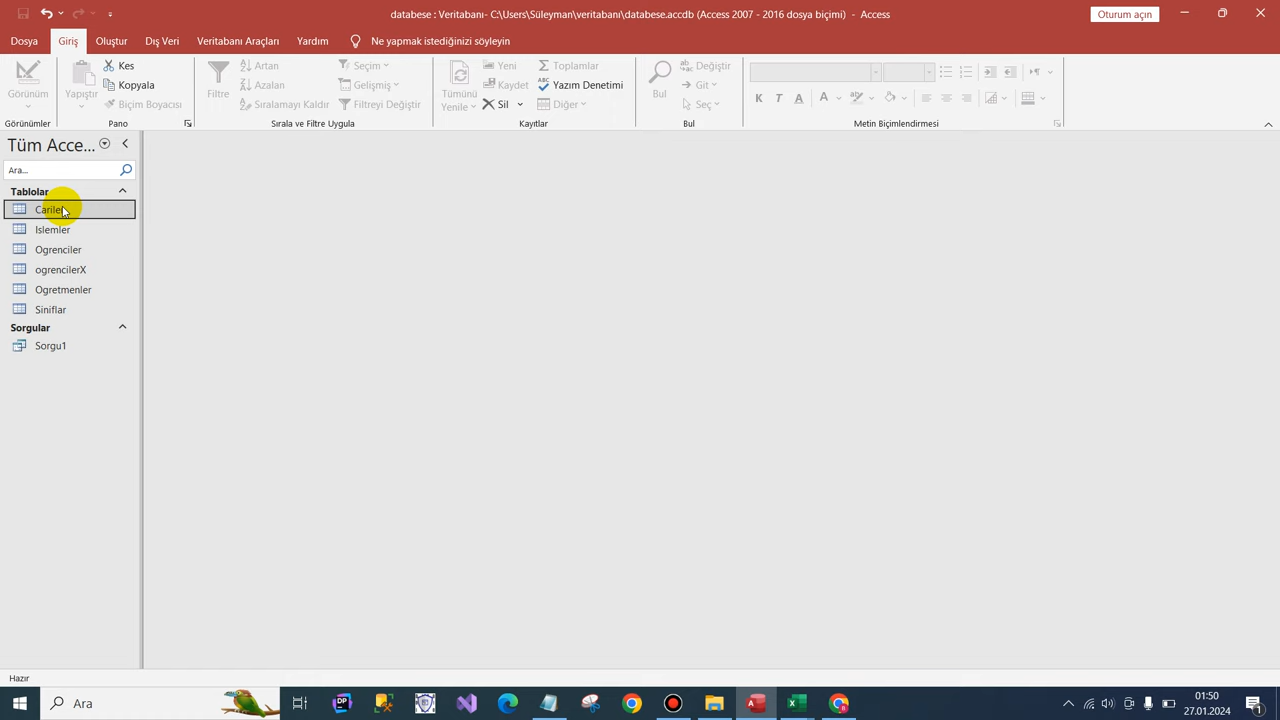 databese : Veritabanı- C:\Users\Süleyman\veritabanı\databese.accdb (Access 2007 - 2016 dosya biçimi) - Access
Oturum açın
Dosya Giriş Oluştur Dış Veri Veritabanı Araçları Yardım Ne yapmak istediğinizi söyleyin
Görünüm
Görünümler
Yapıştır
Kes
Kopyala
Biçim Boyacısı
Pano
Filtre
Artan
Azalan
Sıralamayı Kaldır
Seçim
Gelişmiş
Filtreyi Değiştir
Sırala ve Filtre Uygula
Tümünü
Yenile
Yeni
Kaydet
Sil
Toplamlar
Yazım Denetimi
Diğer
Kayıtlar
Bul
Değiştir
Git
Seç
Bul
K T A A
Metin Biçimlendirmesi
Tüm Acce...
Ara...
Tablolar
Islemler
Ogrenciler
ogrencilerX
Ogretmenler
Siniflar
Sorgular
Sorgu1
Hazır
Ara
01:50
27.01.2024